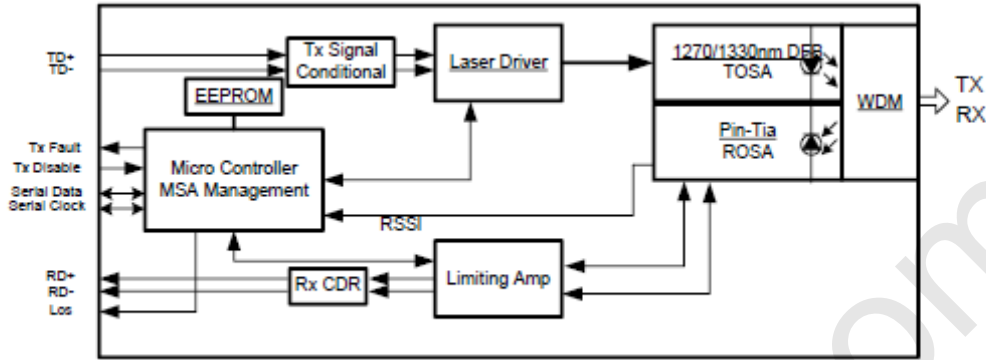 TD+
TD-
Tx Signal
Conditional
Laser Driver
1270/1330nm DFB
TOSA
WDM
TX
RX
EEPROM
Pin-Tia
ROSA
Tx Fault
Tx Disable
Serial Data
Serial Clock
Micro Controller
MSA Management
RSSI
RD+
RD-
Los
Rx CDR
Limiting Amp
om